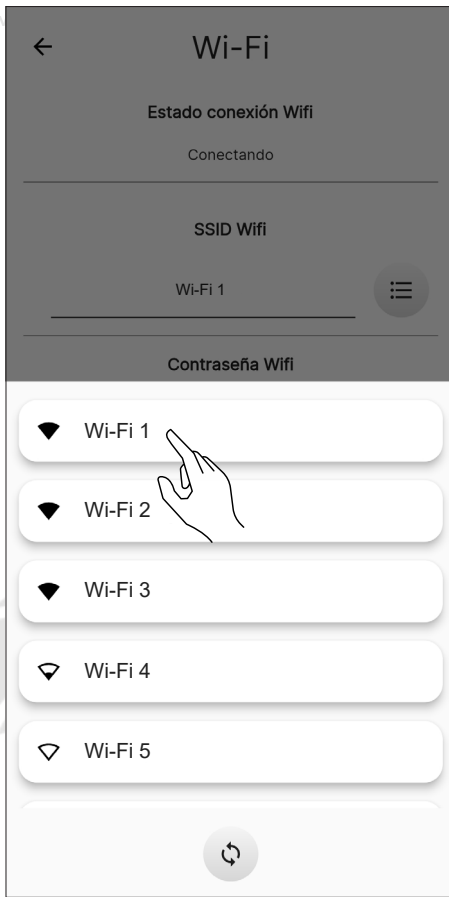 Wi-Fi
Estado conexión Wifi
Conectando
SSID Wifi
Wi-Fi 1
Contraseña Wifi
Wi-Fi 1
Wi-Fi 2
Wi-Fi 3
Wi-Fi 4
Wi-Fi 5